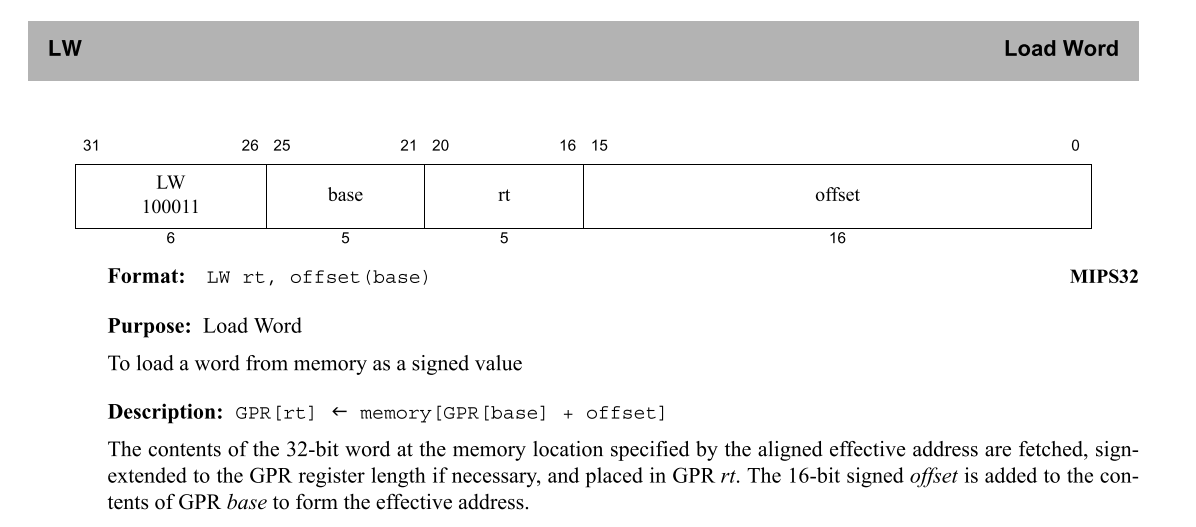 LW Load Word
31 26 25 21 20 16 15 0
LW
100011
base rt offset
6 5 5 16
Format: LW rt, offset(base) MIPS32
Purpose: Load Word
To load a word from memory as a signed value
Description: GPR[rt] ← memory[GPR[base] + offset]
The contents of the 32-bit word at the memory location specified by the aligned effective address are fetched, sign-
extended to the GPR register length if necessary, and placed in GPR rt. The 16-bit signed offset is added to the con-
tents of GPR base to form the effective address.